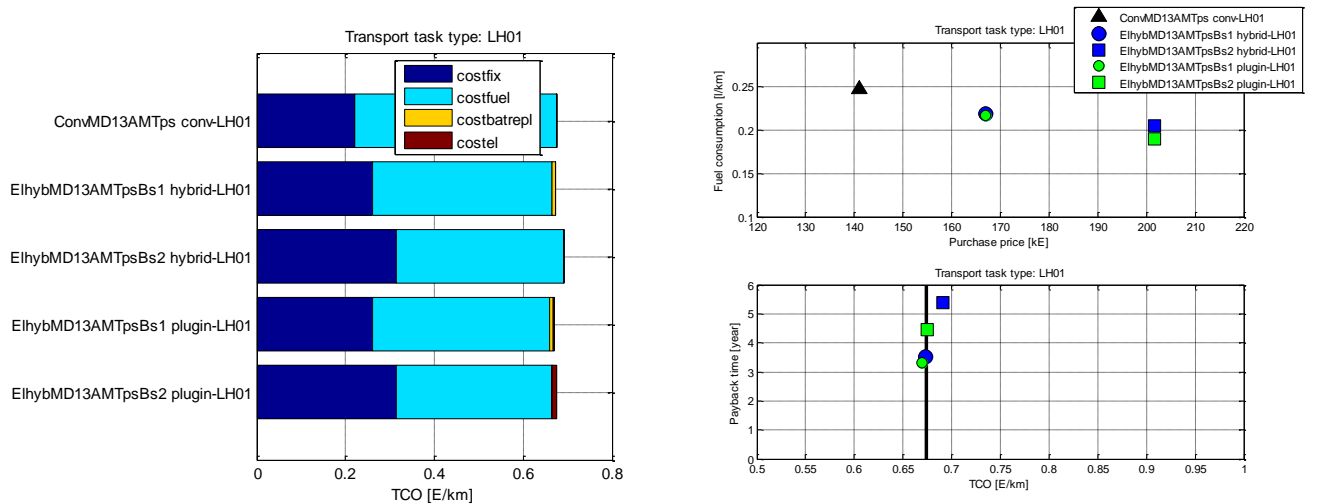 Transport task type: LH01
costfix
costfuel
costbatrepl
costel
ConvMD13AMTps conv-LH01
ElhybMD13AMTpsBs1 hybrid-LH01
ElhybMD13AMTpsBs2 hybrid-LH01
ElhybMD13AMTpsBs1 plugin-LH01
ElhybMD13AMTpsBs2 plugin-LH01
0 0.2 0.4 0.6 0.8
TCO [E/km]
Transport task type: LH01
ConvMD13AMTps conv-LH01
ElhybMD13AMTpsBs1 hybrid-LH01
ElhybMD13AMTpsBs2 hybrid-LH01
ElhybMD13AMTpsBs1 plugin-LH01
ElhybMD13AMTpsBs2 plugin-LH01
Fuel consumption [l/km]
0.25
0.2
0.15
0.1
120 130 140 150 160 170 180 190 200 210 220
Purchase price [kE]
Transport task type: LH01
Payback time [year]
6
5
4
3
2
1
0
0.5 0.55 0.6 0.65 0.7 0.75 0.8 0.85 0.9 0.95 1
TCO [E/km]